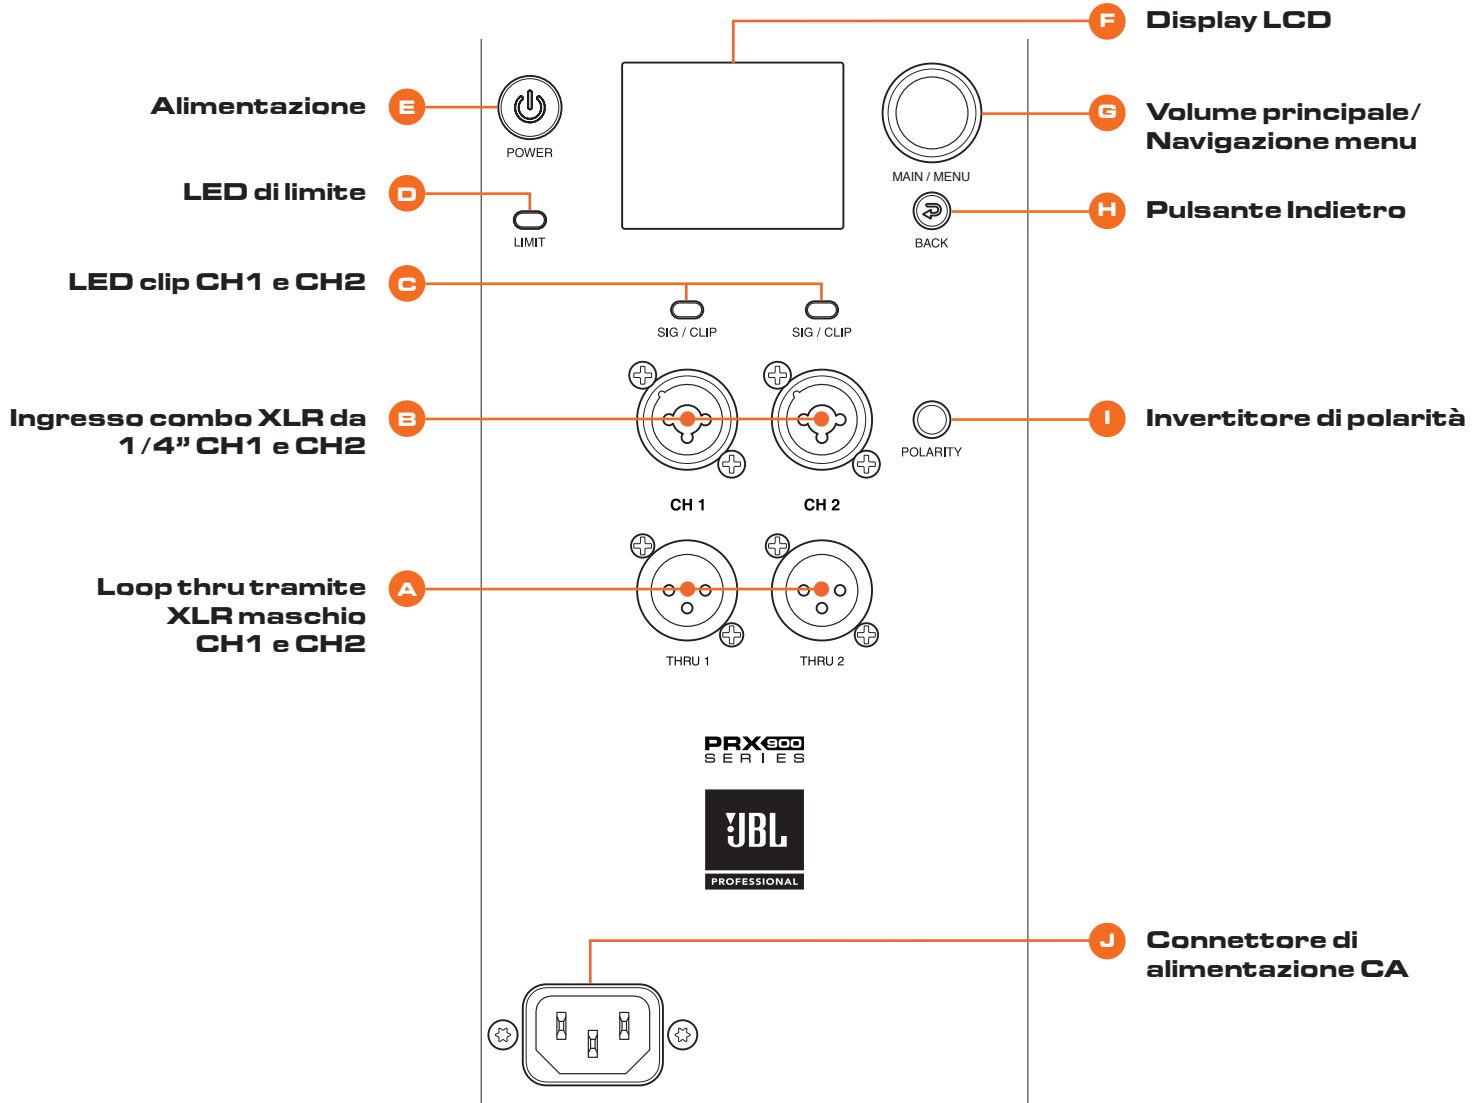 F Display LCD
E Alimentazione
POWER
G Volume principale/
Navigazione menu
MAIN / MENU
D LED di limite
LIMIT
H Pulsante Indietro
BACK
C LED clip CH1 e CH2
SIG / CLIP
SIG / CLIP
B Ingresso combo XLR da
1/4” CH1 e CH2
I Invertitore di polarità
POLARITY
CH 1
CH 2
A Loop thru tramite
XLR maschio
CH1 e CH2
THRU 1
THRU 2
PRX 900
SERIES
JBL
PROFESSIONAL
J Connettore di
alimentazione CA